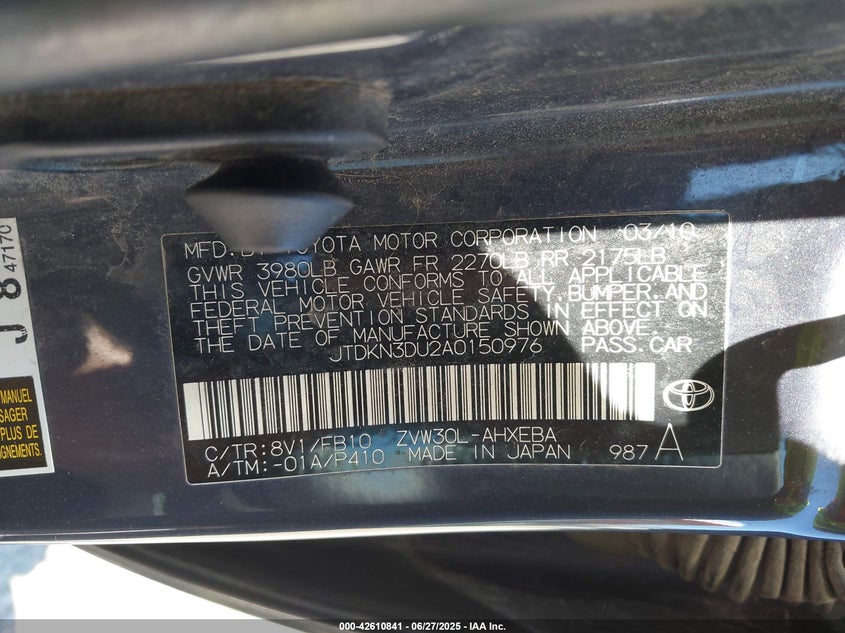 MFD. BY TOYOTA MOTOR CORPORATION 03/10
GVWR 3980LB GAWR FR 2270LB RR 2175LB
THIS VEHICLE CONFORMS TO ALL APPLICABLE
FEDERAL MOTOR VEHICLE SAFETY, BUMPER, AND
THEFT PREVENTION STANDARDS IN EFFECT ON
THE DATE OF MANUFACTURE SHOWN ABOVE.
JTDKN3DU2A0150976 PASS.CAR
C/TR:8V1/FB10 ZVW30L-AHXEBA
A/TM:-01A/P410 MADE IN JAPAN 987 A
J 8 47170
MANUEL
SAGER
PLUS DE
GNEMENTS.
000-42610841 - 06/27/2025 - IAA Inc.